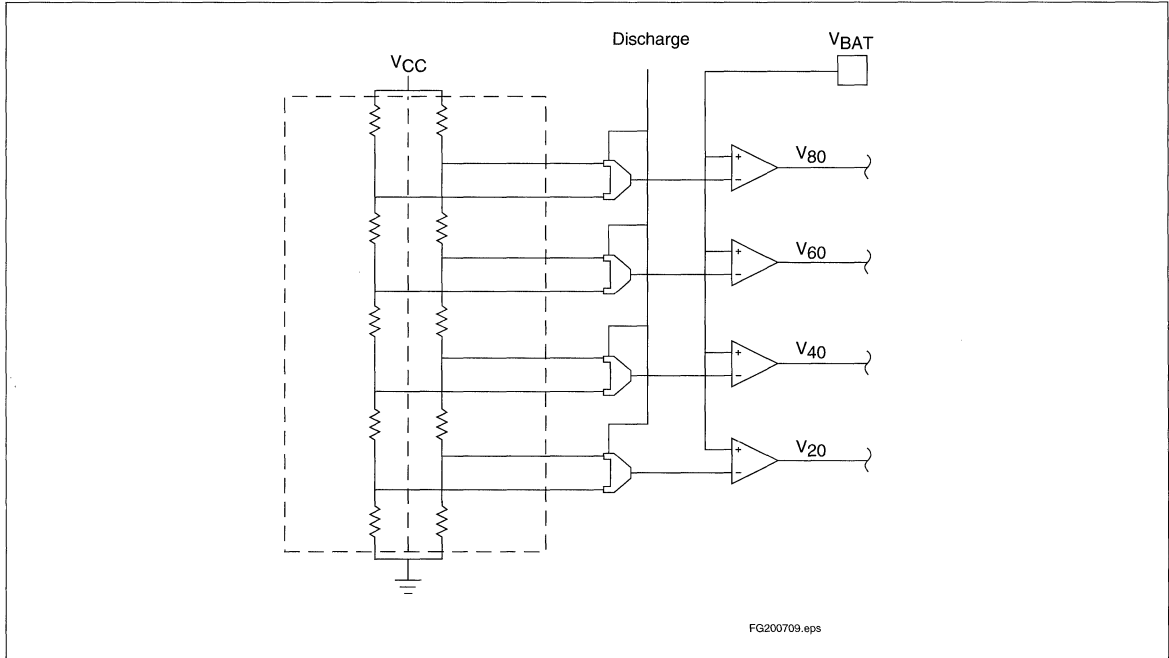 Discharge
VBAT
VCC
+
−
V80
+
−
V60
+
−
V40
+
−
V20
FG200709.eps